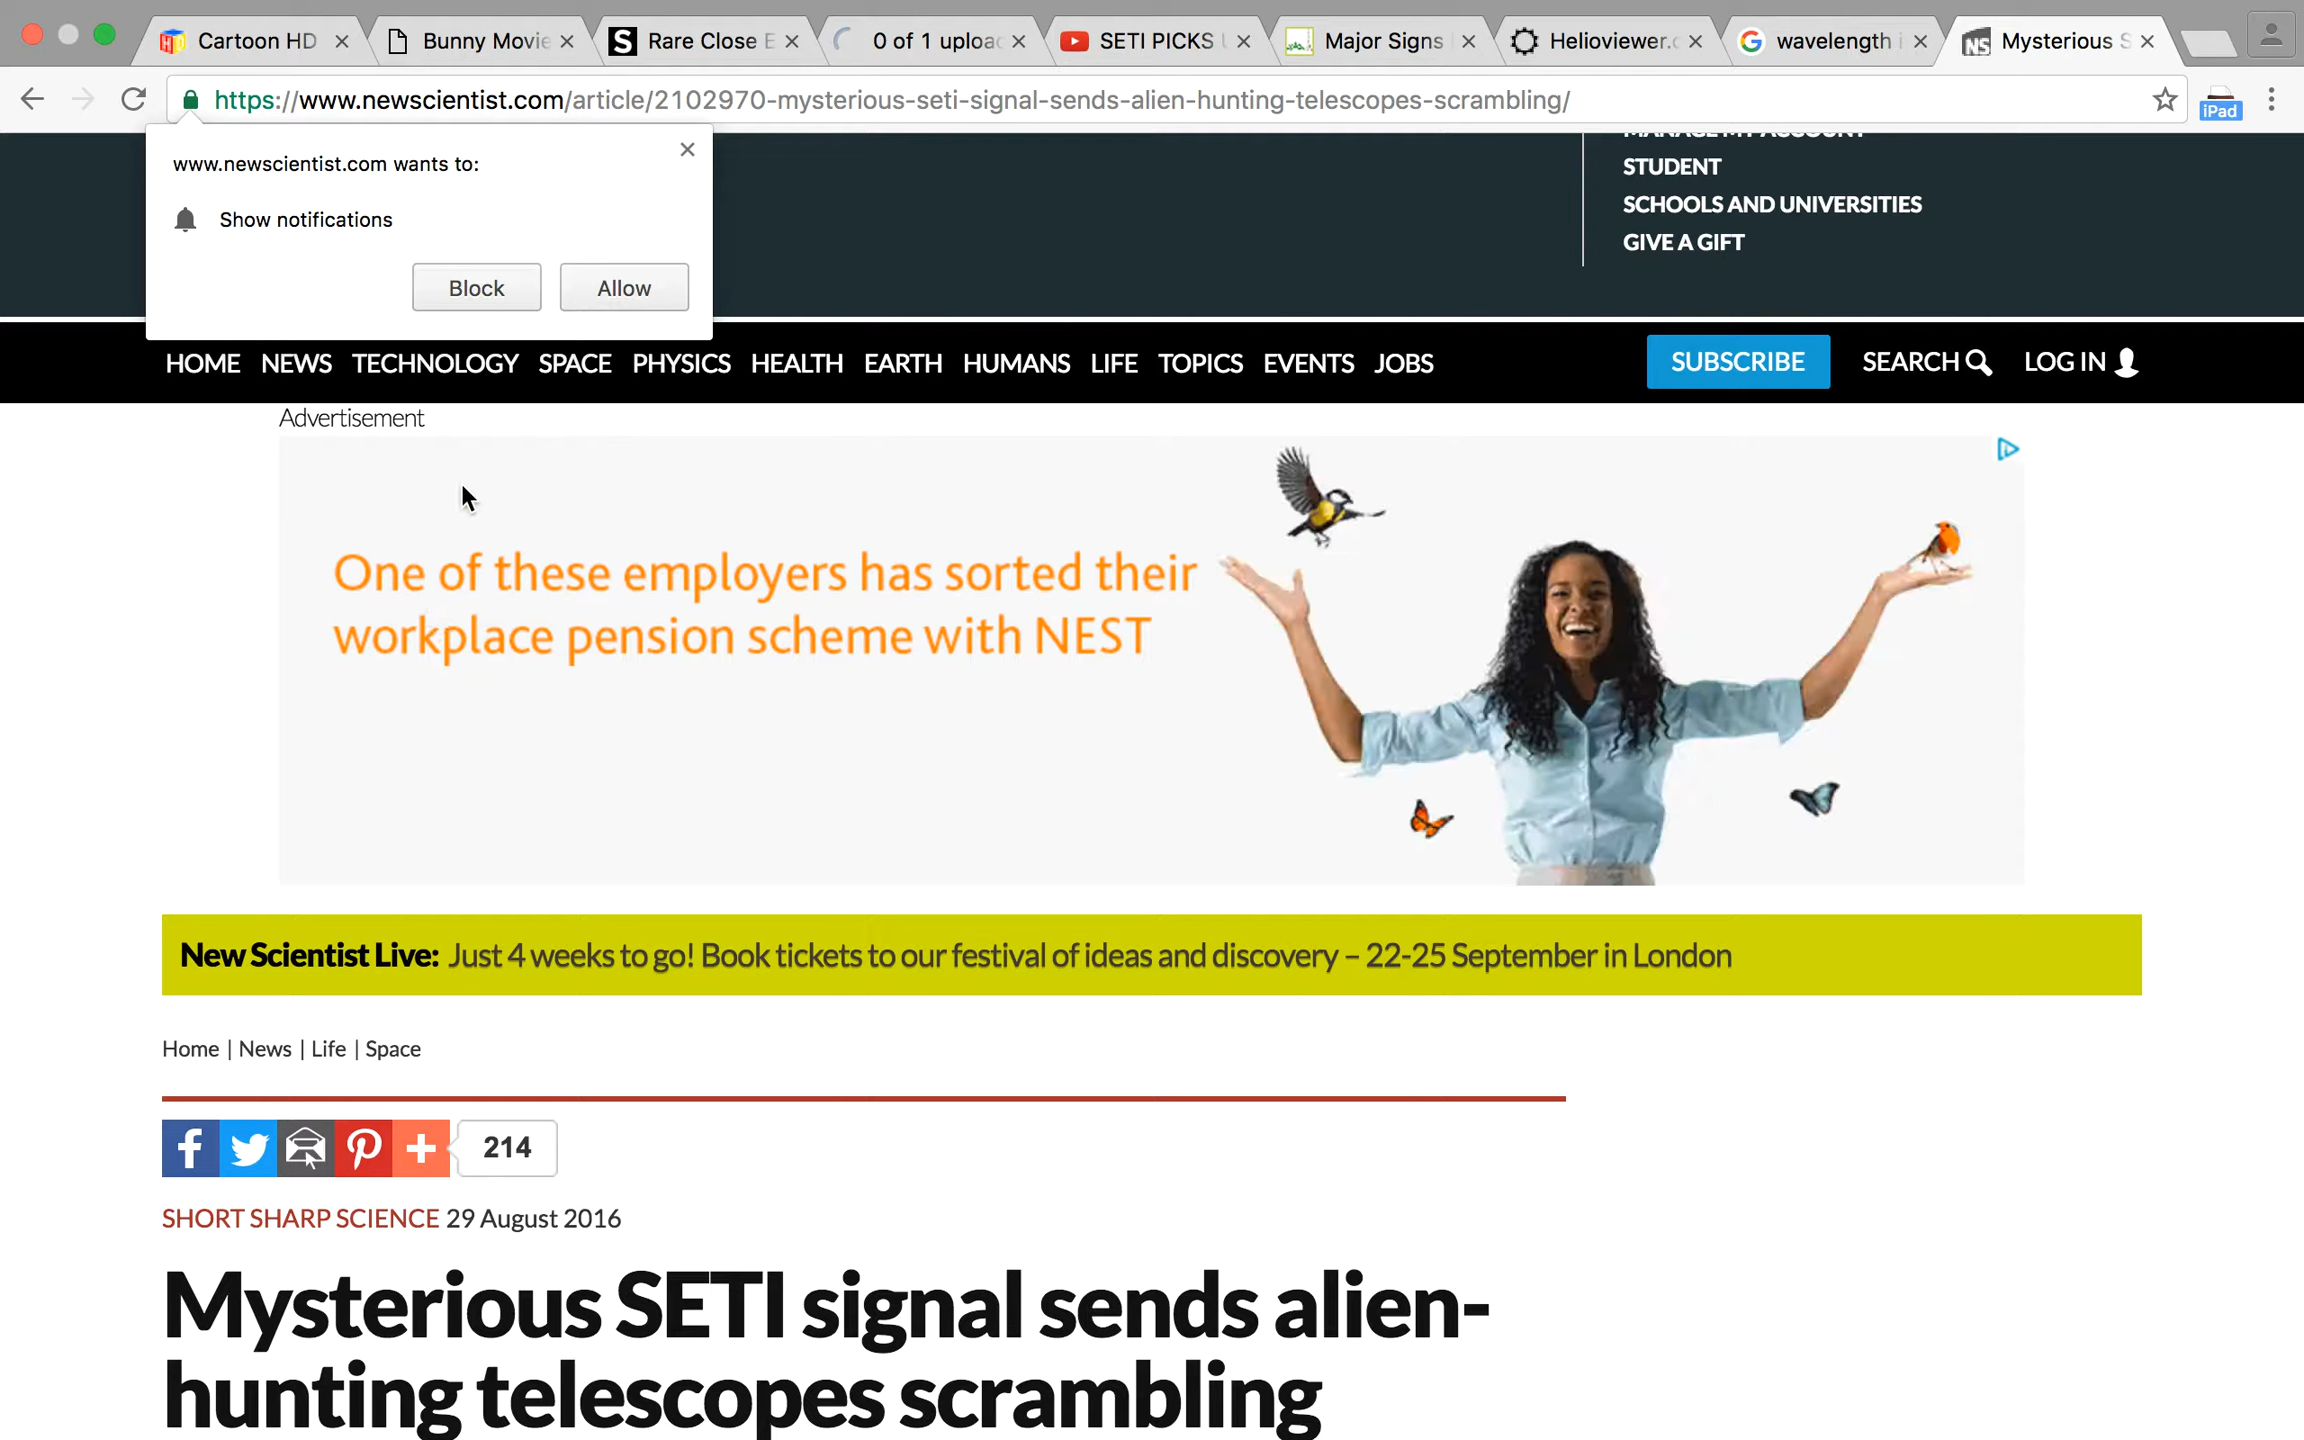 Cartoon HD
Bunny Movie
Rare Close E
0 of 1 uploa
SETI PICKS
Major Signs
Helioviewer.
wavelength
Mysterious S
https://www.newscientist.com/article/2102970-mysterious-seti-signal-sends-alien-hunting-telescopes-scrambling/
iPad
www.newscientist.com wants to:
Show notifications
Block
Allow
MANAGE MY ACCOUNT
STUDENT
SCHOOLS AND UNIVERSITIES
GIVE A GIFT
HOME NEWS TECHNOLOGY SPACE PHYSICS HEALTH EARTH HUMANS LIFE TOPICS EVENTS JOBS
SUBSCRIBE
SEARCH
LOG IN
Advertisement
One of these employers has sorted their
workplace pension scheme with NEST
New Scientist Live: Just 4 weeks to go! Book tickets to our festival of ideas and discovery – 22-25 September in London
Home | News | Life | Space
214
SHORT SHARP SCIENCE 29 August 2016
Mysterious SETI signal sends alien-
hunting telescopes scrambling